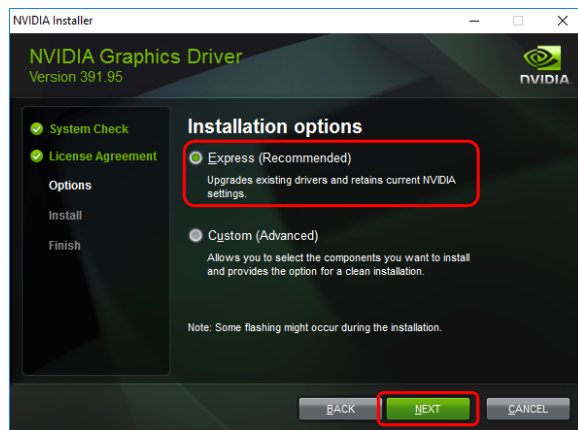 NVIDIA Installer
NVIDIA Graphics Driver
Version 391.95
NVIDIA.
System Check
License Agreement
Options
Install
Finish
Installation options
Express (Recommended)
Upgrades existing drivers and retains current NVIDIA
settings.
Custom (Advanced)
Allows you to select the components you want to install
and provides the option for a clean installation.
Note: Some flashing might occur during the installation.
BACK
NEXT
CANCEL